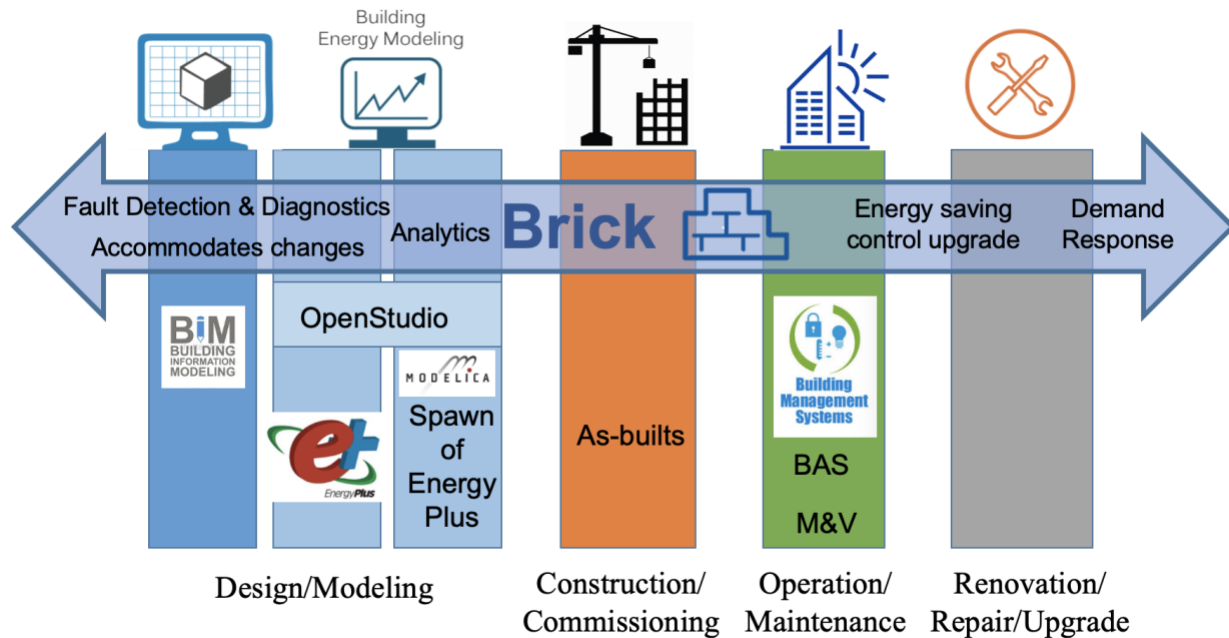 Building
Energy Modeling
Fault Detection & Diagnostics
Accommodates changes
Analytics
Brick
Energy saving
control upgrade
Demand
Response
BiM
BUILDING
INFORMATION
MODELING
OpenStudio
MODELICA
Spawn
of
Energy
Plus
e+
EnergyPlus
As-builts
Building
Management
Systems
BAS
M&V
Design/Modeling
Construction/
Commissioning
Operation/
Maintenance
Renovation/
Repair/Upgrade